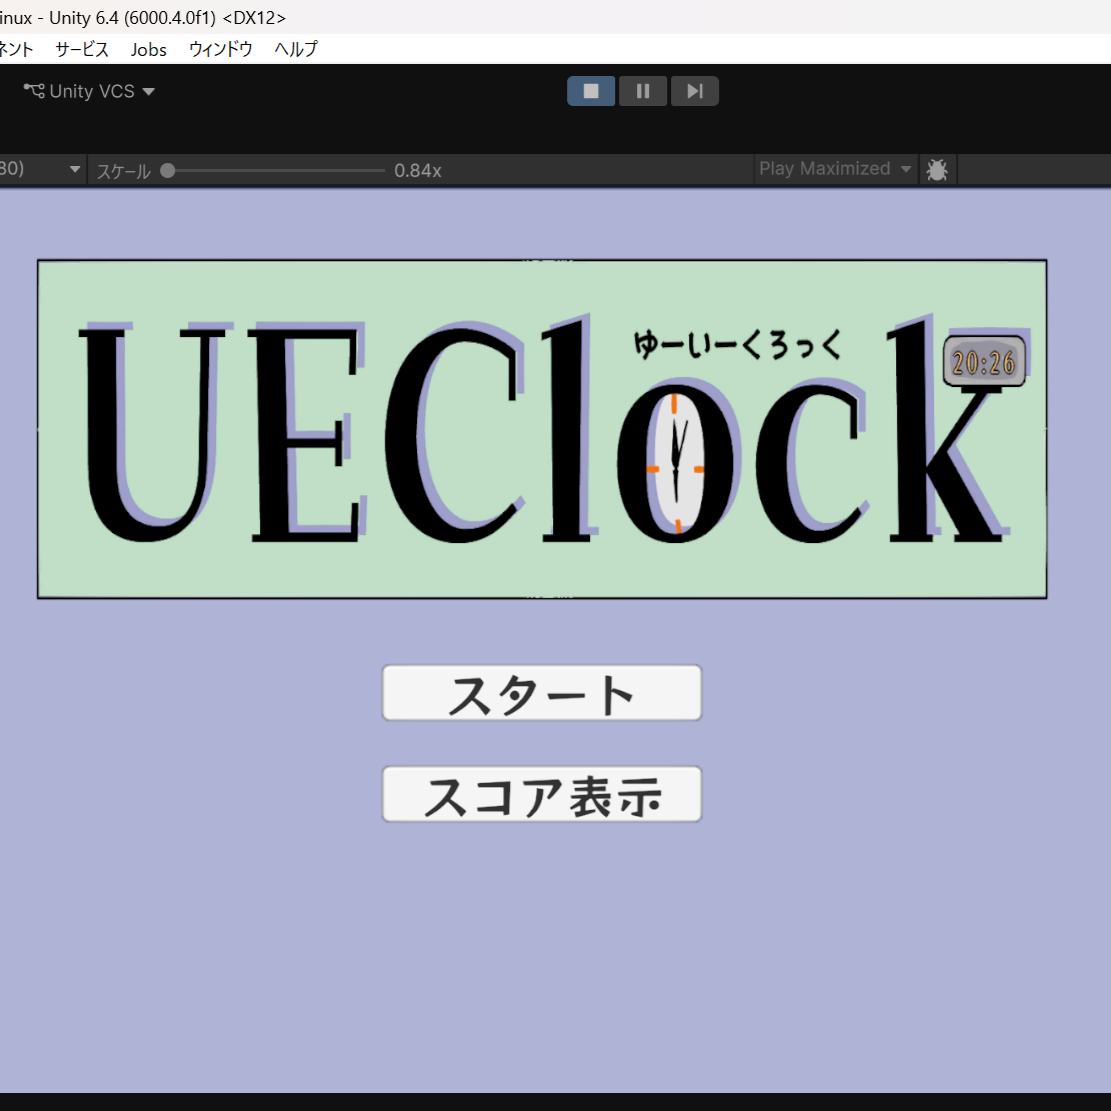 inux - Unity 6.4 (6000.4.0f1) <DX12>
ネント サービス Jobs ウィンドウ ヘルプ
Unity VCS
80) スケール 0.84x Play Maximized
ゆーいーくろっく
UEClock
20:26
スタート
スコア表示